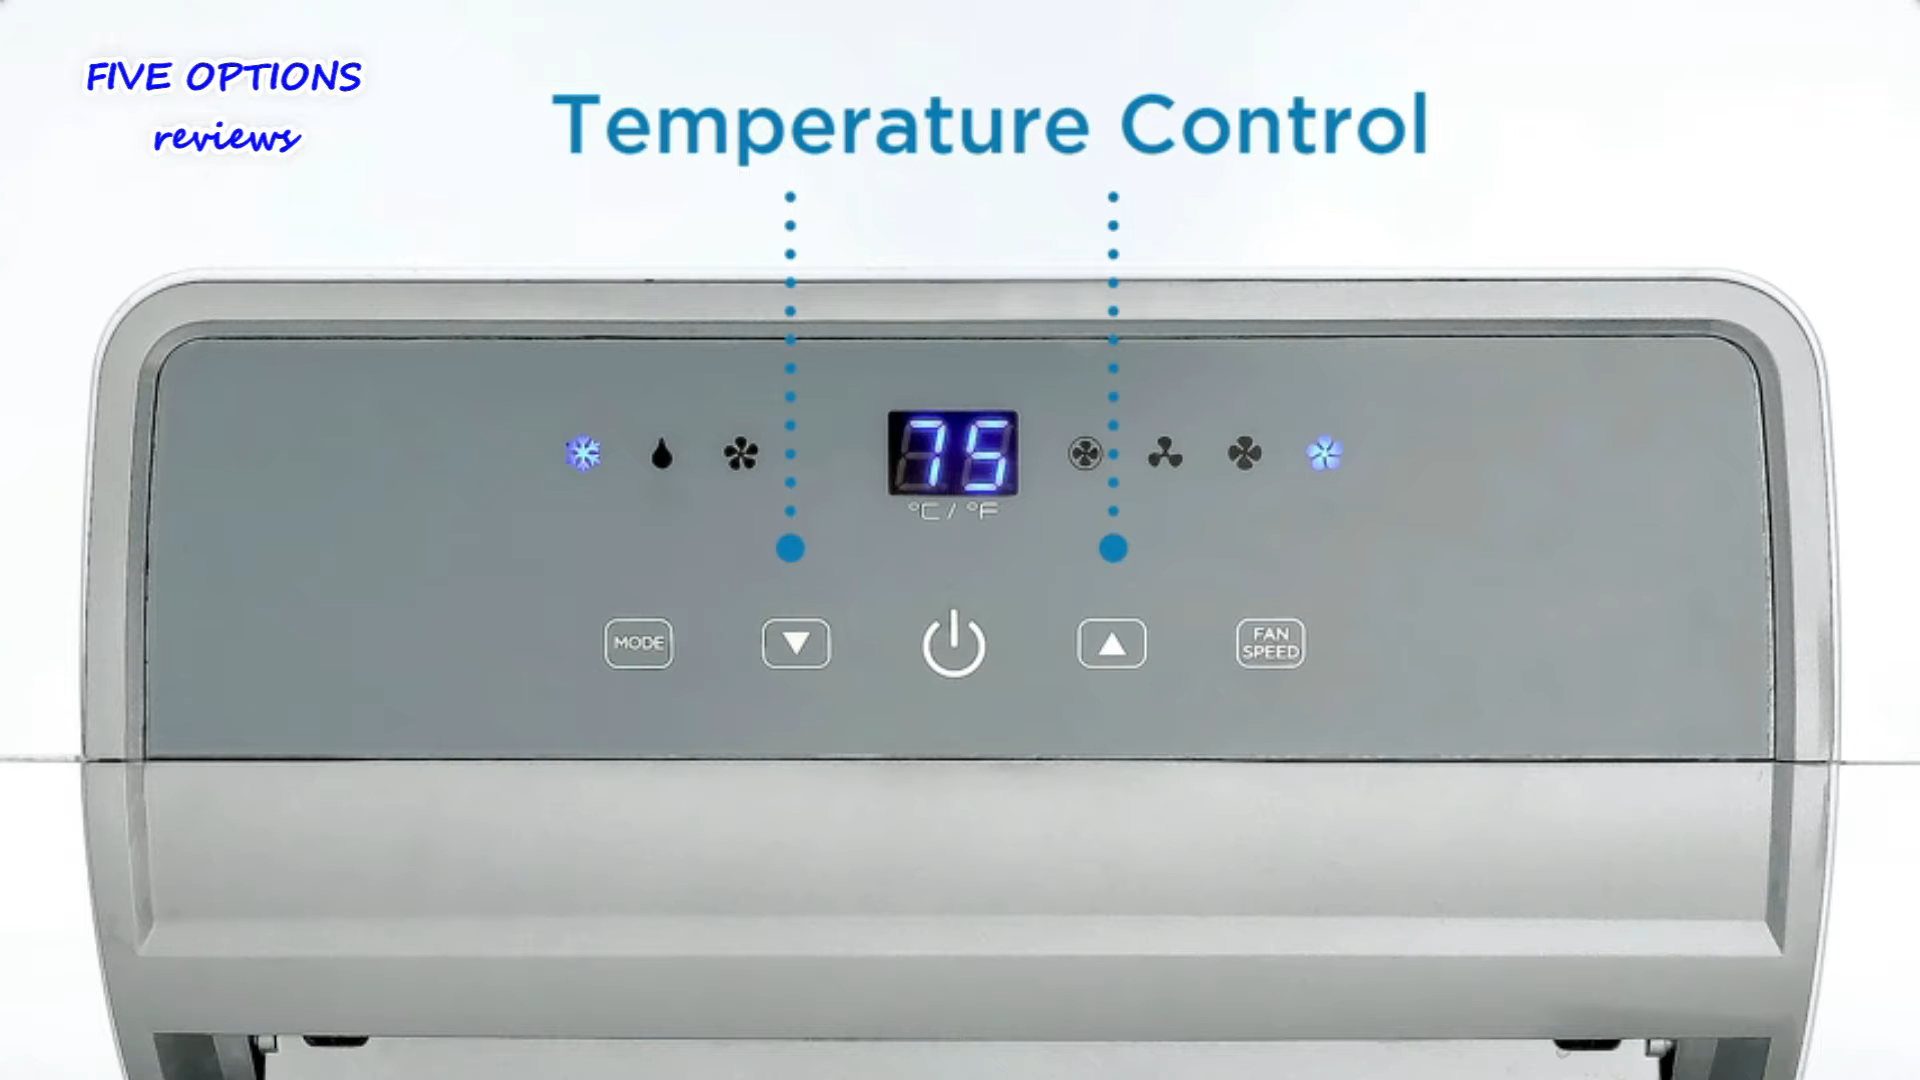 FIVE OPTIONS
reviews
Temperature Control
75
°C / °F
MODE
FAN
SPEED